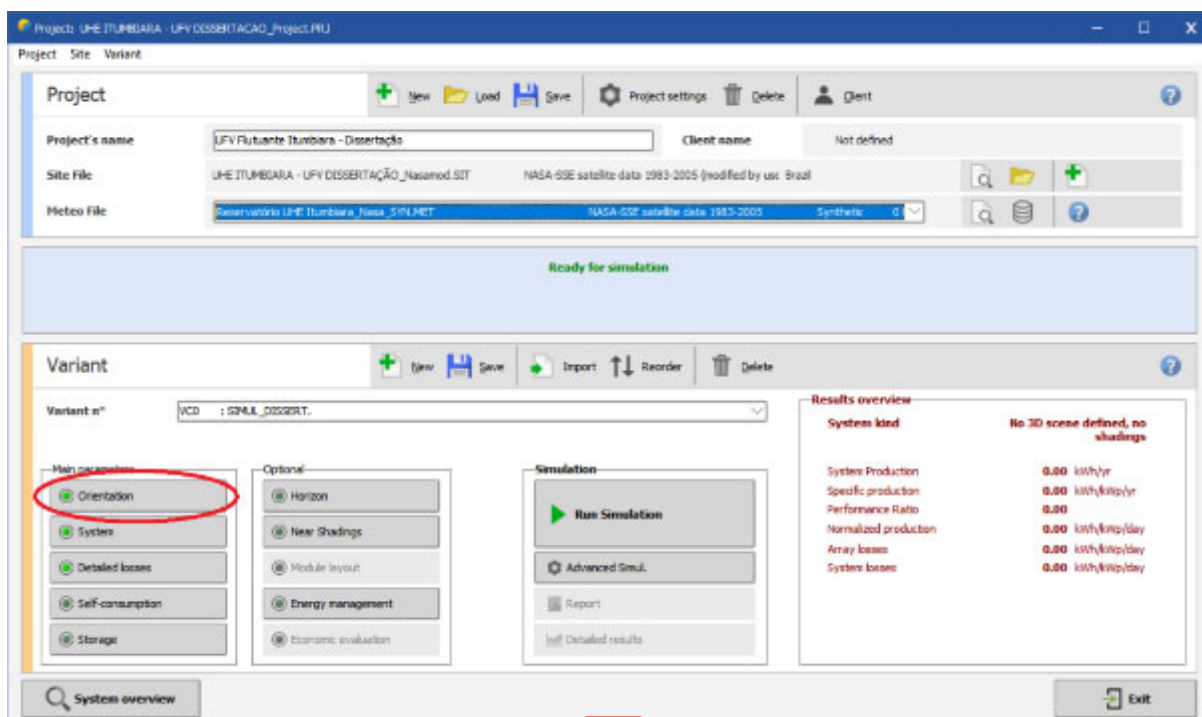 Project: UHE ITUMBIARA - UFV DISSERTACAO_Project.PRJ
Project Site Variant
Project New Load Save Project settings Delete Client
Project's name UFV Flutuante Itumbiara - Dissertação Client name Not defined
Site File UHE ITUMBIARA - UFV DISSERTAÇÃO_Nasamod.SIT NASA-SSE satellite data 1983-2005 (modified by usc Brazil
Meteo File Reservatório UHE Itumbiara_Nasa_SYN.MET NASA-SSE satellite data 1983-2005 Synthetic 0
Ready for simulation
Variant New Save Import Reorder Delete
Variant n° VCD : SIMUL_DISSERT.
Results overview
System kind No 3D scene defined, no shadings
System Production 0.00 kWh/yr
Specific production 0.00 kWh/kWp/yr
Performance Ratio 0.00
Normalized production 0.00 kWh/kWp/day
Array losses 0.00 kWh/kWp/day
System losses 0.00 kWh/kWp/day
Main parameters
Orientation
System
Detailed losses
Self-consumption
Storage
Optional
Horizon
Near Shadings
Module layout
Energy management
Economic evaluation
Simulation
Run Simulation
Advanced Simul.
Report
Detailed results
System overview
Exit